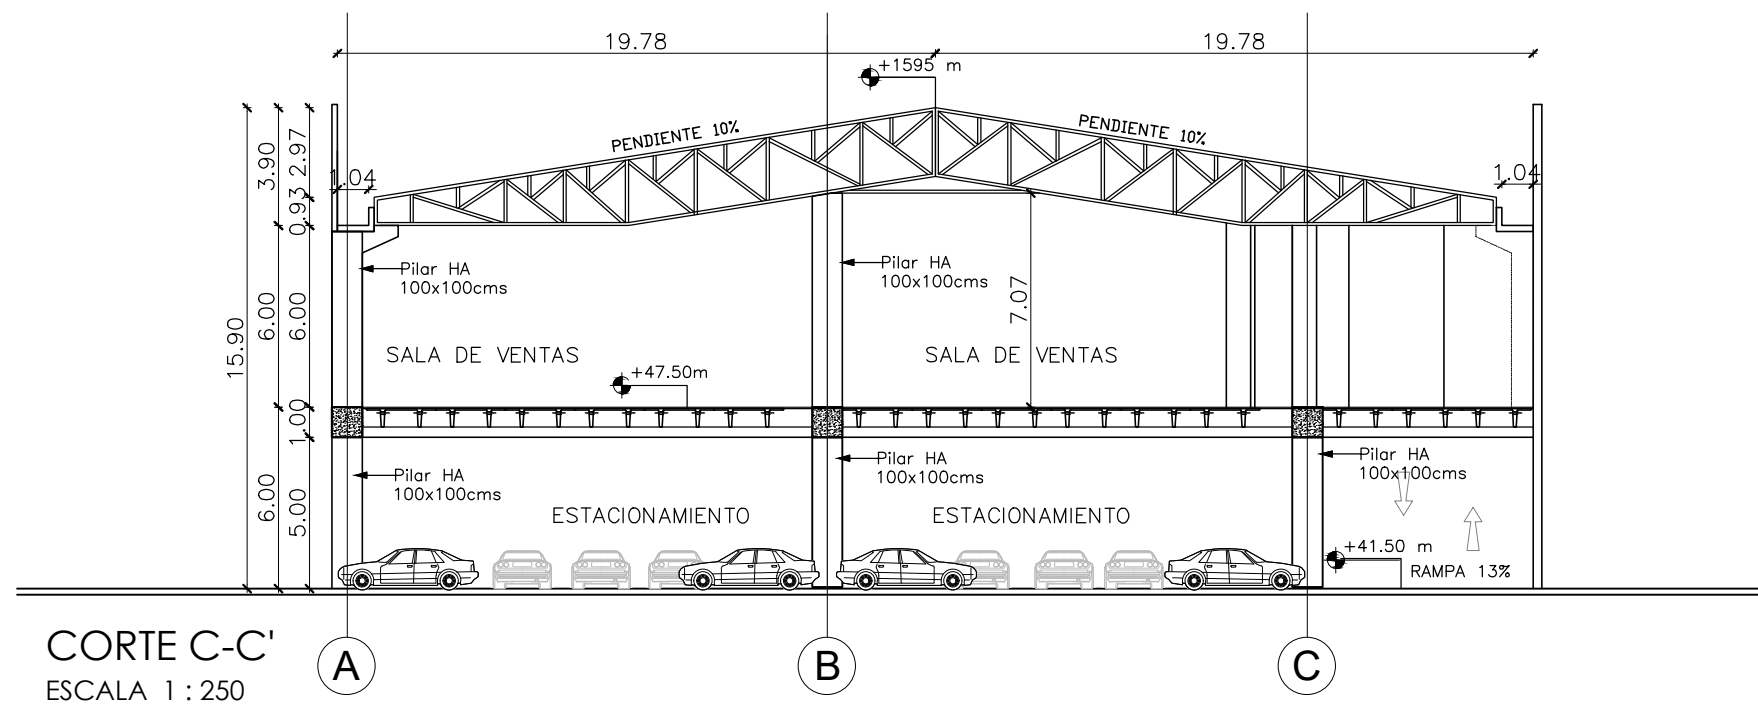 19.78
19.78
+1595 m
PENDIENTE 10%
PENDIENTE 10%
3.90
2.97
1.04
1.04
0.93
Pilar HA
100x100cms
Pilar HA
100x100cms
15.90
6.00
6.00
7.07
SALA DE VENTAS
SALA DE VENTAS
+47.50m
1.00
Pilar HA
100x100cms
Pilar HA
100x100cms
Pilar HA
100x100cms
6.00
5.00
ESTACIONAMIENTO
ESTACIONAMIENTO
+41.50 m
RAMPA 13%
CORTE C-C'
ESCALA 1 : 250
A
B
C